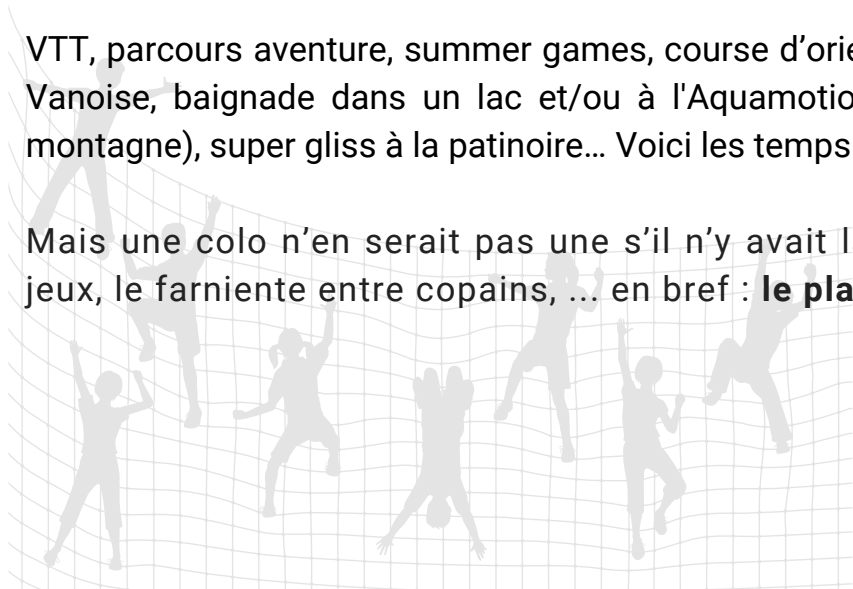 VTT, parcours aventure, summer games, course d’orie
Vanoise, baignade dans un lac et/ou à l'Aquamotio
montagne), super gliss à la patinoire… Voici les temps
Mais une colo n’en serait pas une s’il n’y avait l
jeux, le farniente entre copains, ... en bref : le pla